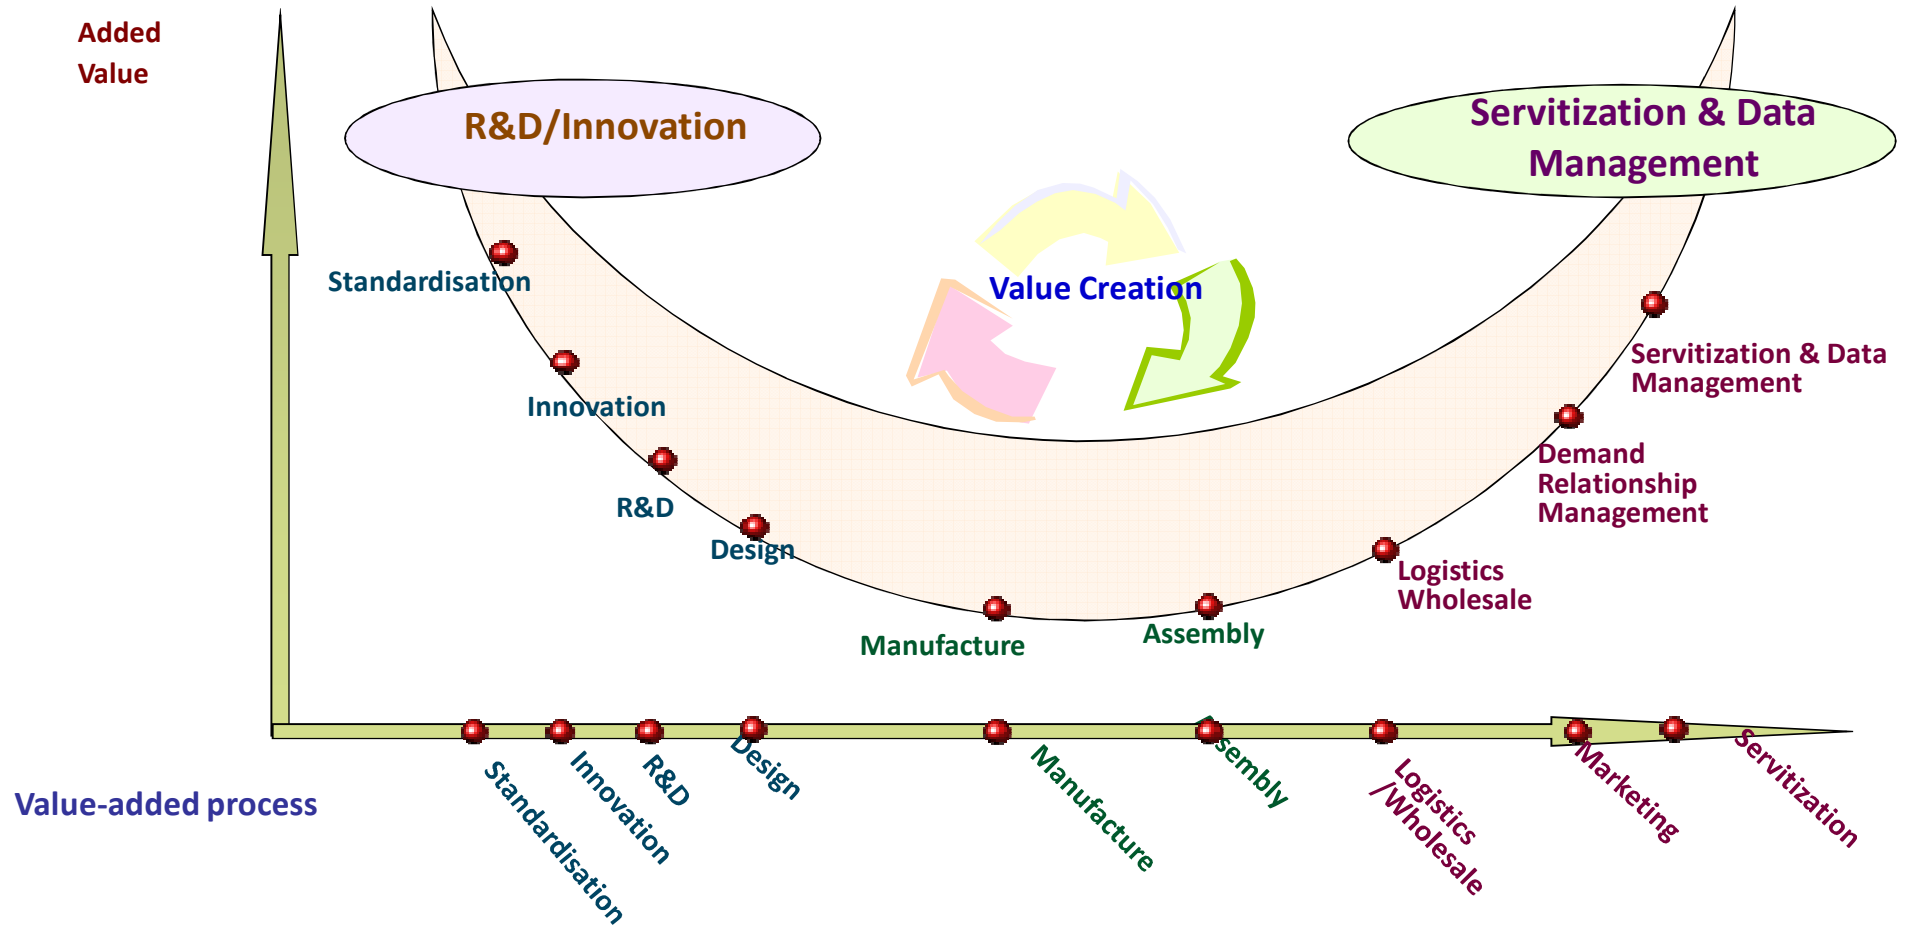 Added
Value
R&D/Innovation
Servitization & Data
Management
Value Creation
Standardisation
Innovation
R&D
Design
Manufacture
Assembly
Logistics
Wholesale
Demand
Relationship
Management
Servitization & Data
Management
Value-added process
Standardisation
Innovation
R&D
Design
Manufacture
Assembly
Logistics
/Wholesale
Marketing
Servitization